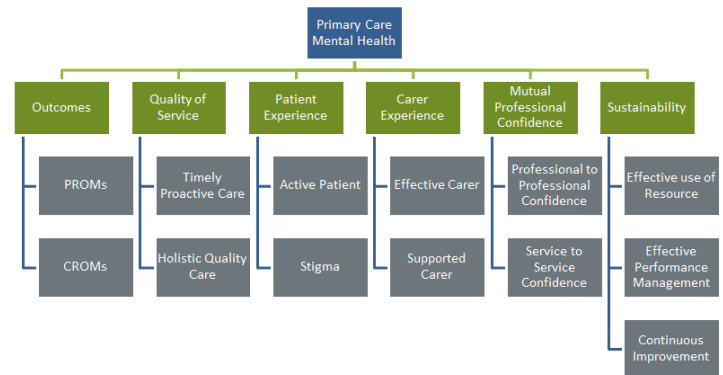 Primary Care
Mental Health
Outcomes
Quality of
Service
Patient
Experience
Carer
Experience
Mutual
Professional
Confidence
Sustainability
PROMs
Timely
Proactive Care
Active Patient
Effective Carer
Professional to
Professional
Confidence
Effective use of
Resource
CROMs
Holistic Quality
Care
Stigma
Supported
Carer
Service to
Service
Confidence
Effective
Performance
Management
Continuous
Improvement